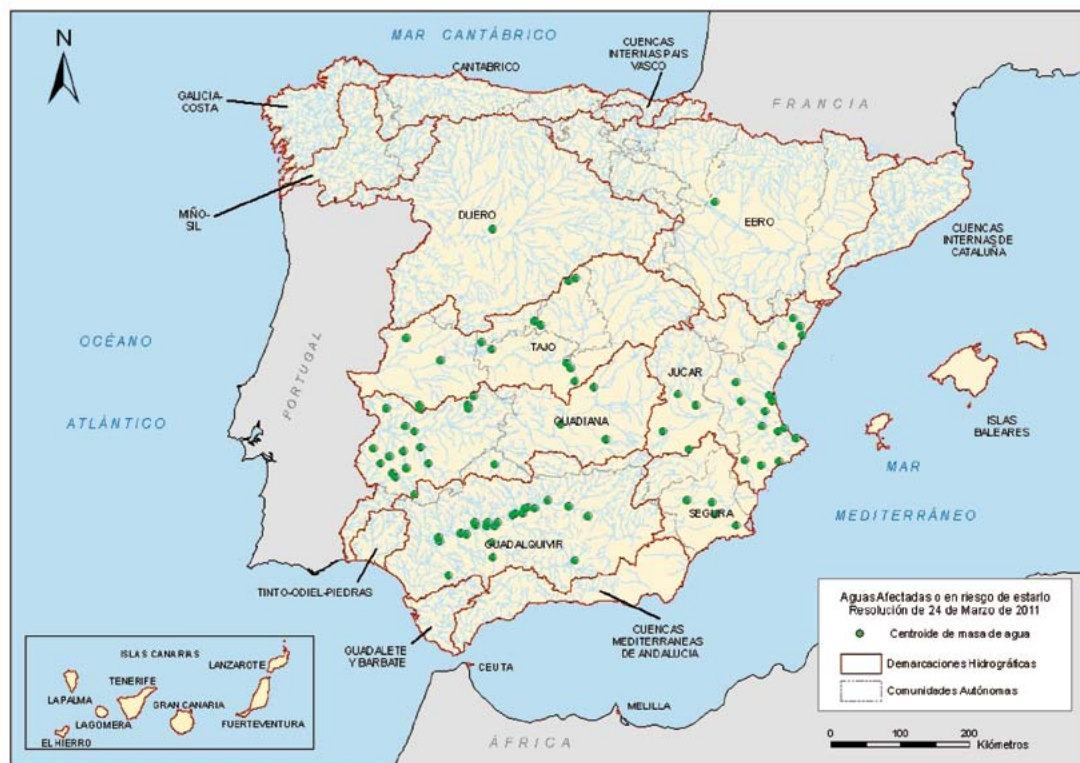 N
MAR CANTÁBRICO
CANTÁBRICO
CUENCAS
INTERNAS PAIS
VASCO
GALICIA-
COSTA
FRANCIA
MIÑO-
SIL
DUERO
EBRO
CUENCAS
INTERNAS DE
CATALUÑA
OCÉANO
ATLÁNTICO
PORTUGAL
TAJO
JUCAR
GUADIANA
ISLAS
BALEARES
MAR
MEDITERRÁNEO
SEGURA
GUADALQUIVIR
TINTO-ODIEL-PIEDRAS
GUADALETE
Y BARBATE
CUENCAS
MEDITERRANEAS
DE ANDALUCIA
CEUTA
MELILLA
ÁFRICA
ISLAS CANARIAS
LANZAROTE
TENERIFE
LA PALMA
GRAN CANARIA
LAGOMERA
FUERTEVENTURA
EL HIERRO
Aguas Afectadas o en riesgo de estarlo
Resolución de 24 de Marzo de 2011
Centroide de masa de agua
Demarcaciones Hidrográficas
Comunidades Autónomas
0 100 200
Kilómetros